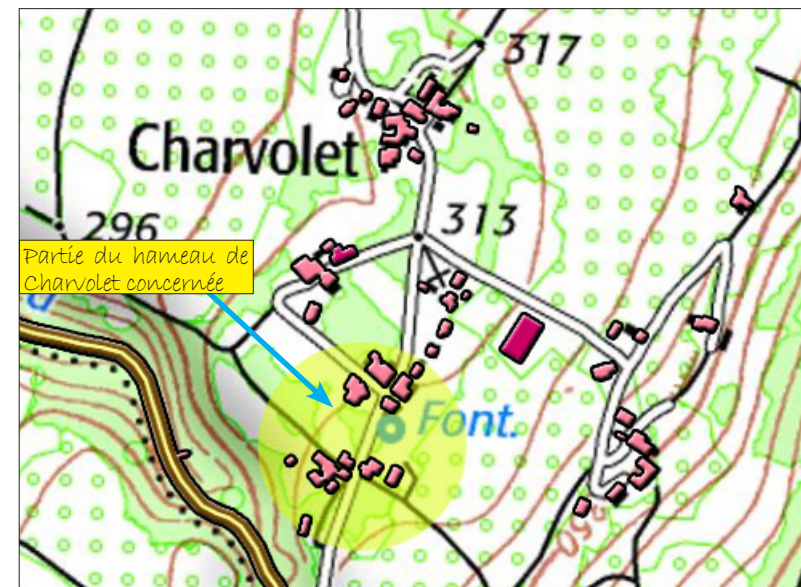 317
Charvolet
313
296
Partie du hameau de
Charvolet concernée
Font.